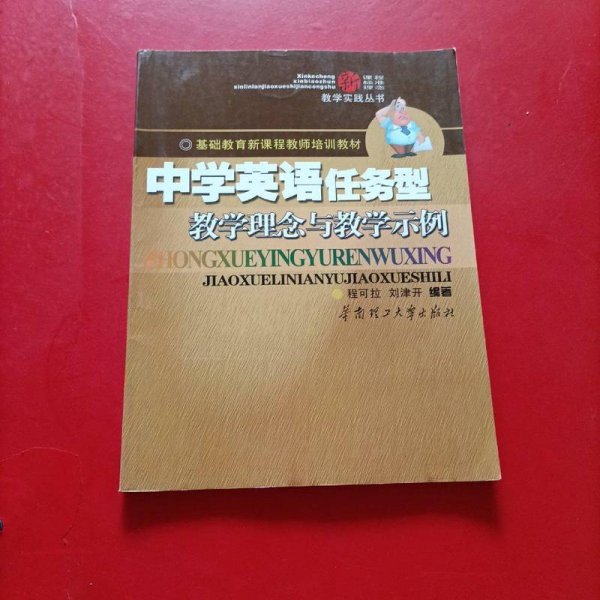 Xinkecheng
xinbiaozhun
xinlinianjiaoxueshijiancongshu
新
课程
标准
理念
教学实践丛书
◎基础教育新课程教师培训教材
中学英语任务型
教学理念与教学示例
ZHONGXUEYINGYURENWUXING
JIAOXUELINIANYUJIAOXUESHILI
程可拉 刘津开 编著
华南理工大学出版社